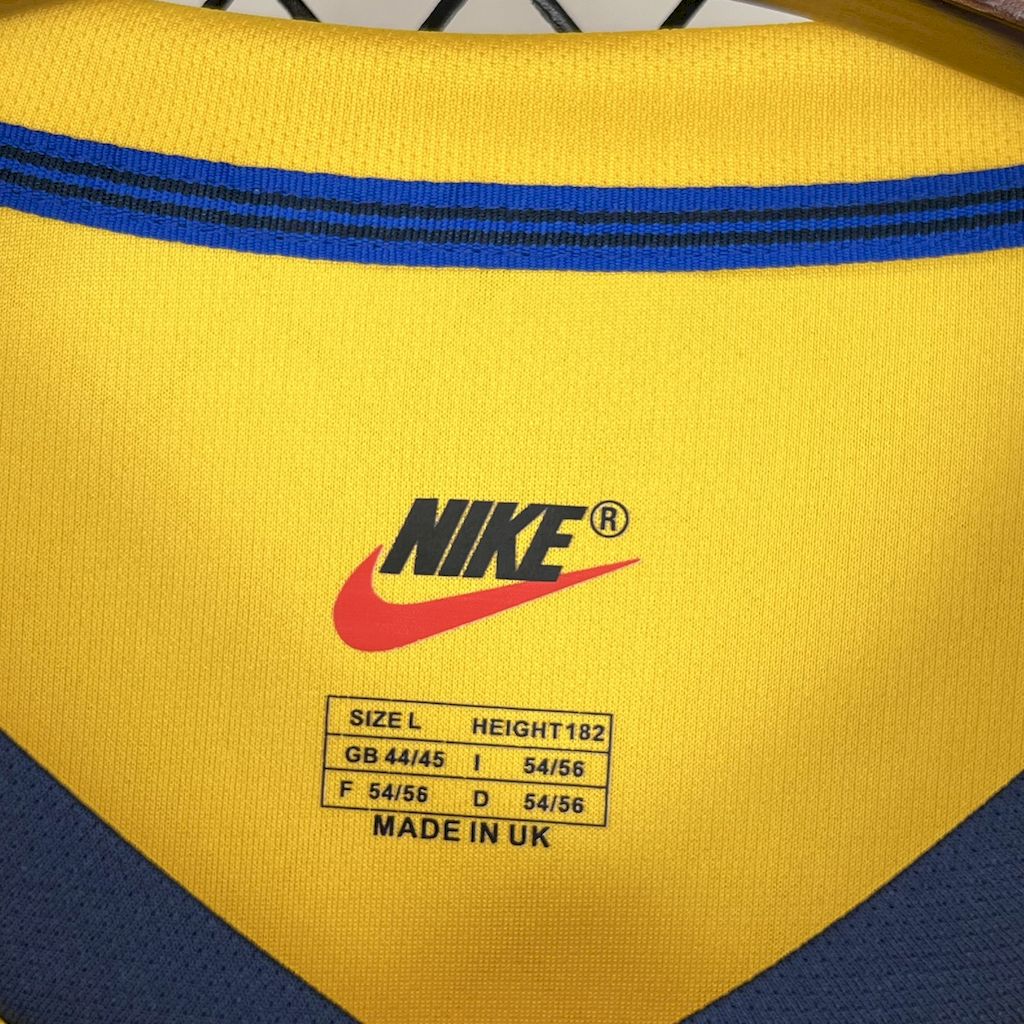 NIKE®
SIZE L HEIGHT 182
GB 44/45 I 54/56
F 54/56 D 54/56
MADE IN UK